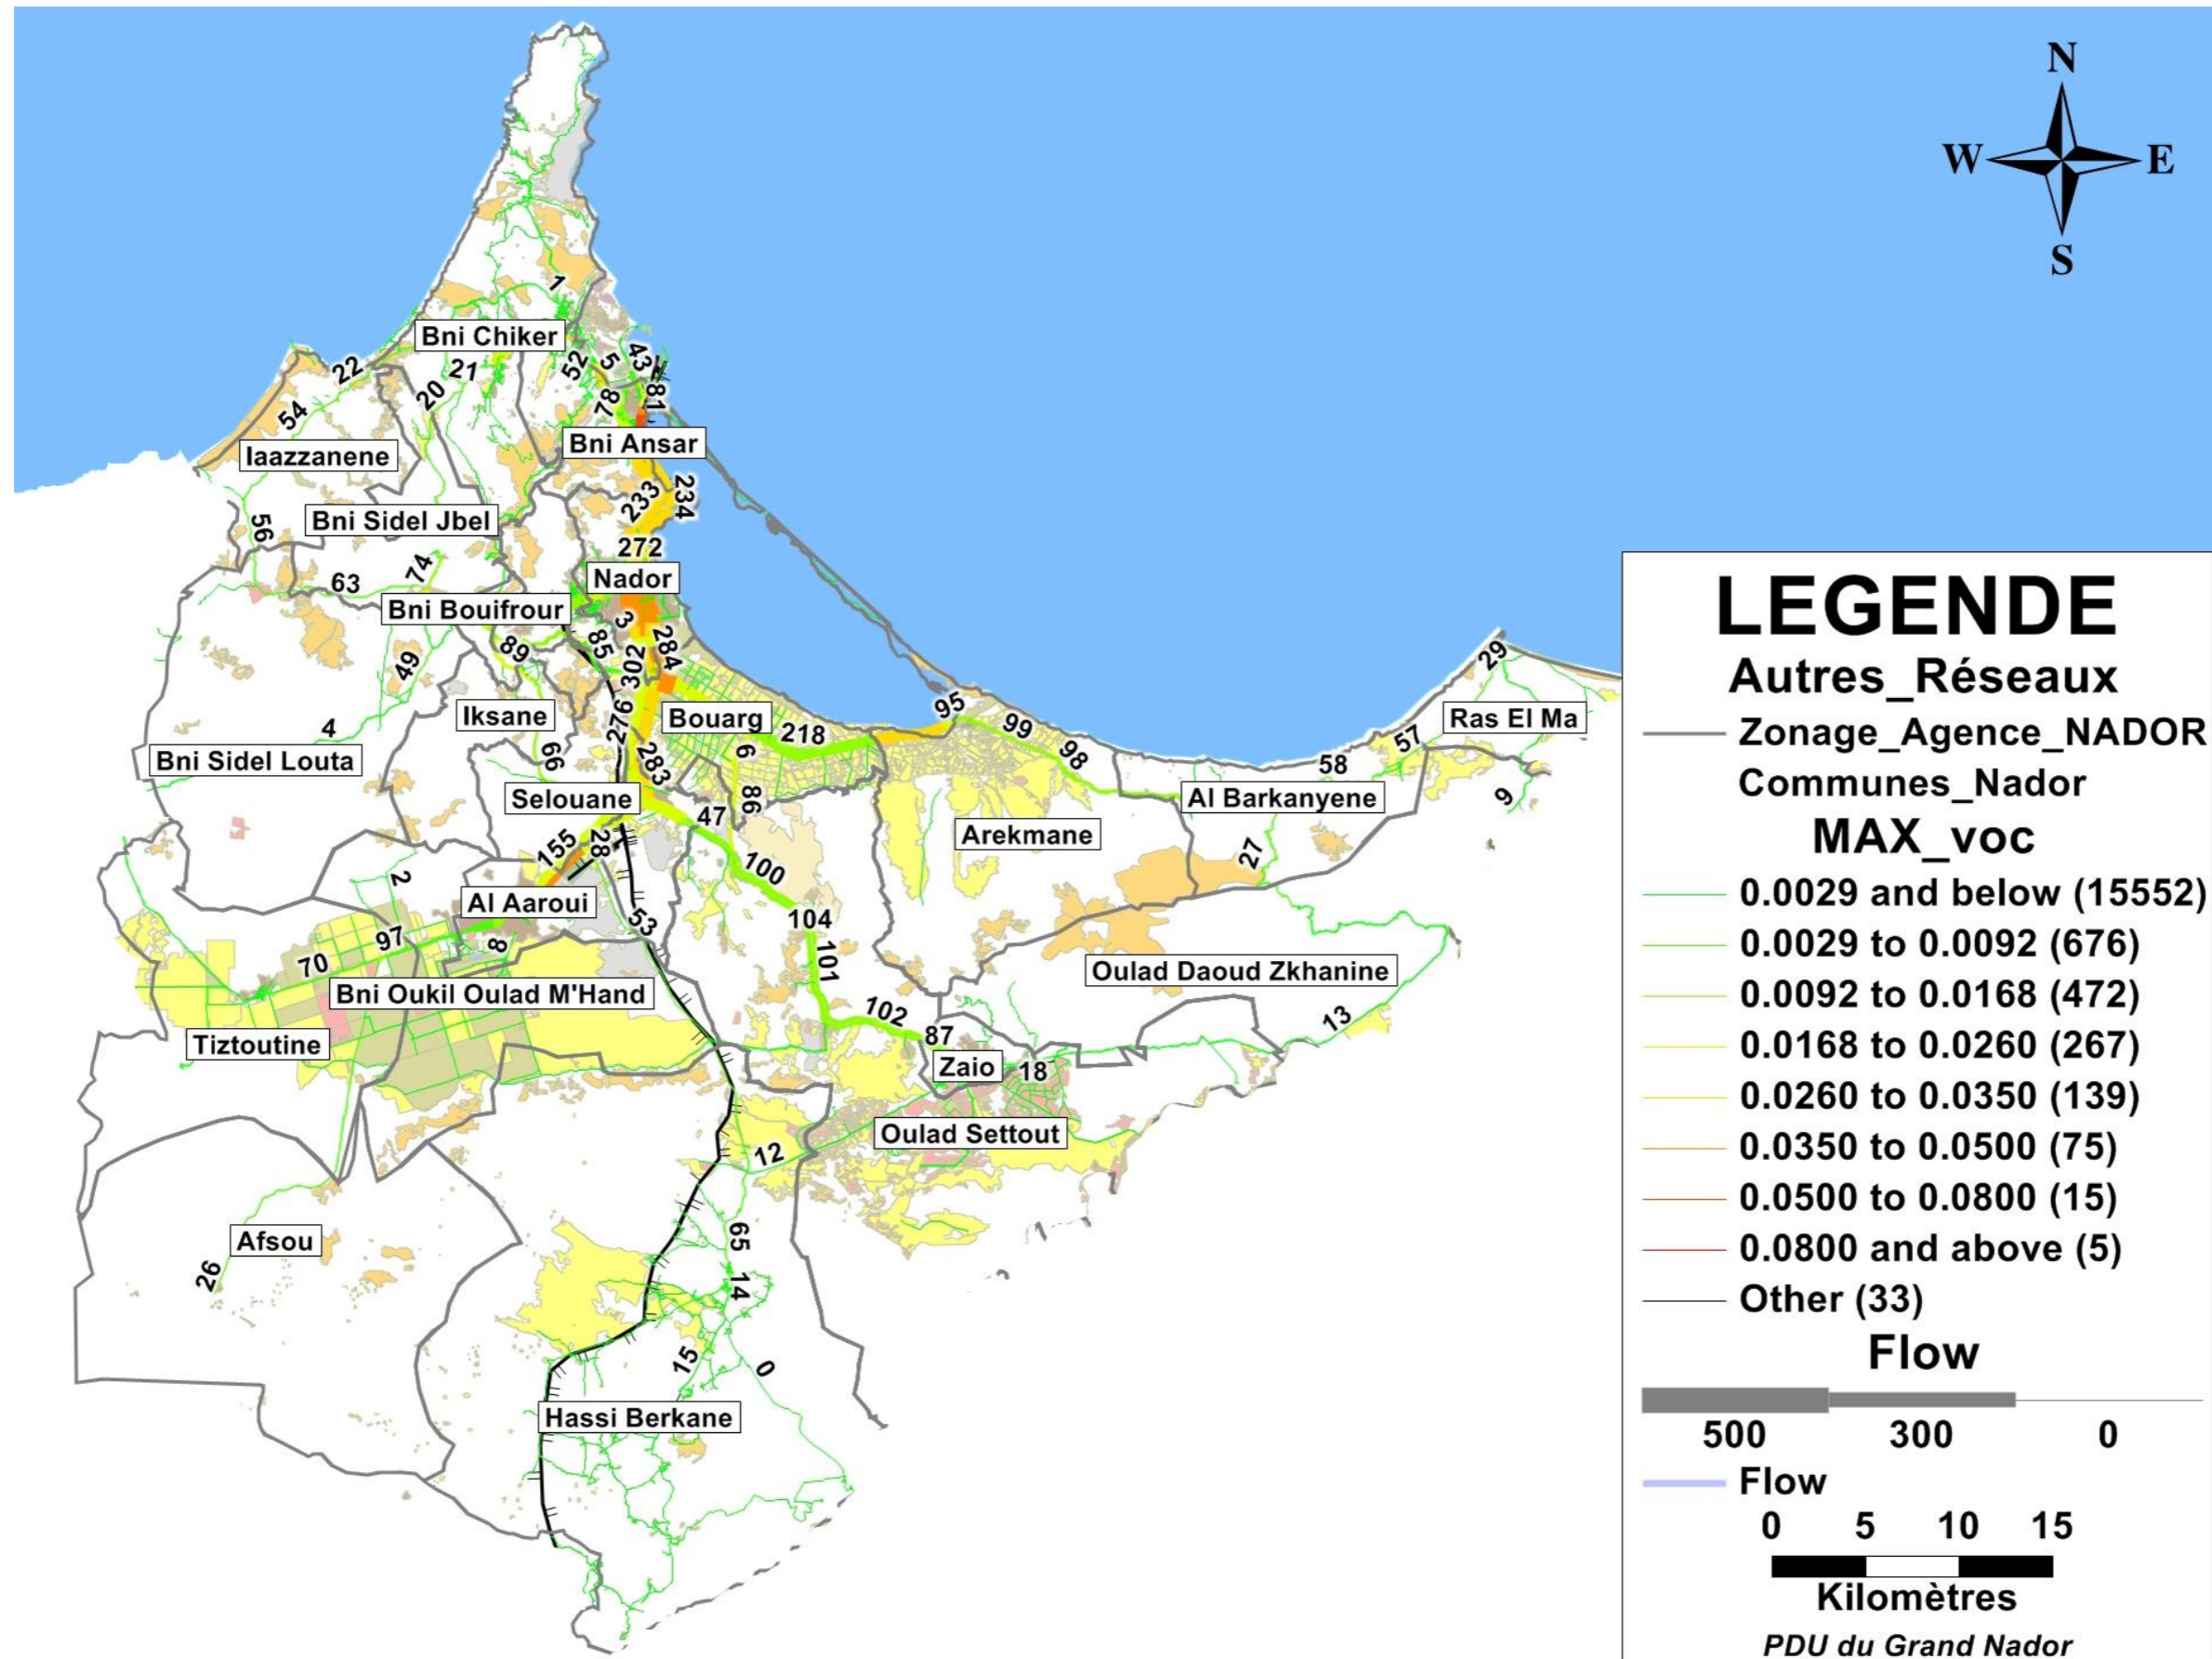 N
W E
S
1
Bni Chiker
22
21
20
54
52
5
43
81
78
Bni Ansar
Iaazzanene
233
234
Bni Sidel Jbel
56
272
74
63
Nador
Bni Bouifrour
3
85
284
89
302
49
Iksane
276
Bouarg
218
6
95
99
98
29
Ras El Ma
57
58
4
Bni Sidel Louta
66
283
Selouane
86
47
Al Barkanyene
9
Arekmane
155
28
100
27
2
Al Aaroui
53
104
97
8
101
70
Bni Oukil Oulad M'Hand
Oulad Daoud Zkhanine
102
87
13
Tiztoutine
Zaio
18
Oulad Settout
12
65
Afsou
26
14
15
0
Hassi Berkane
LEGENDE
Autres_Réseaux
Zonage_Agence_NADOR
Communes_Nador
MAX_voc
0.0029 and below (15552)
0.0029 to 0.0092 (676)
0.0092 to 0.0168 (472)
0.0168 to 0.0260 (267)
0.0260 to 0.0350 (139)
0.0350 to 0.0500 (75)
0.0500 to 0.0800 (15)
0.0800 and above (5)
Other (33)
Flow
500 300 0
Flow
0 5 10 15
Kilomètres
PDU du Grand Nador